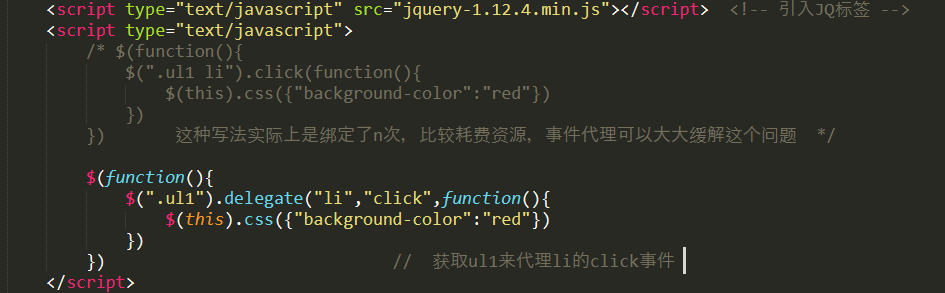 <script type="text/javascript" src="jquery-1.12.4.min.js"></script>  <!-- 引入JQ标签 -->
<script type="text/javascript">
    /* $(function(){
        $(".ul1 li").click(function(){
            $(this).css({"background-color":"red"})
        })
    })       这种写法实际上是绑定了n次，比较耗费资源，事件代理可以大大缓解这个问题  */
    $(function(){
        $(".ul1").delegate("li","click",function(){
            $(this).css({"background-color":"red"})
        })
    })                             //  获取ul1来代理li的click事件
</script>